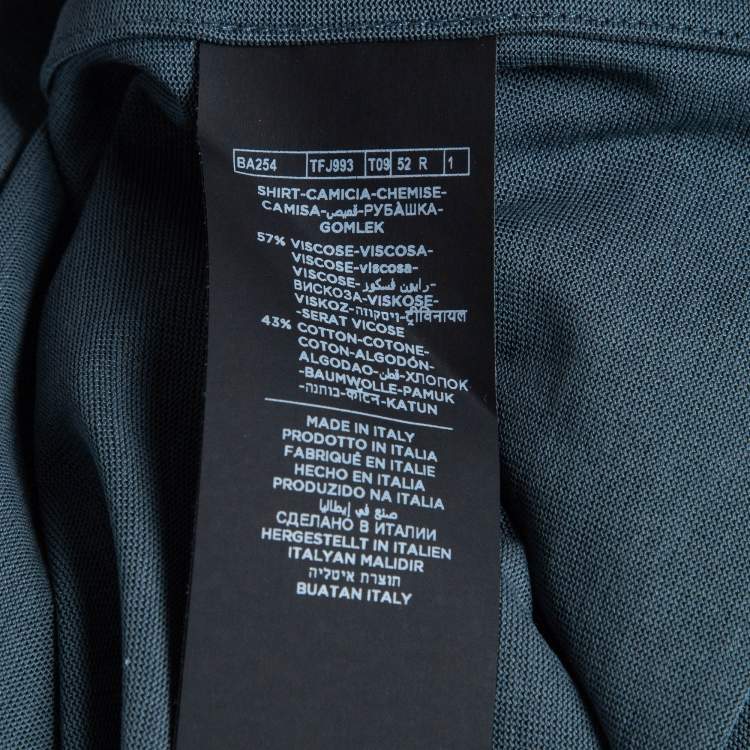 BA254 TFJ993 T09 52 R 1
SHIRT-CAMICIA-CHEMISE-
CAMISA-قميص-РУБАШКА-
GOMLEK
57% VISCOSE-VISCOSA-
VISCOSE-viscosa-
VISCOSE-رايون فسكوز-
ВИСКОЗА-VISKOSE-
VISKOZ-ויסקוזה-ट्रीविनायल
-SERAT VICOSE
43% COTTON-COTONE-
COTON-ALGODÓN-
ALGODAO-قطن-ХЛОПОК
-BAUMWOLLE-PAMUK
-כותנה-कॉटन-KATUN
MADE IN ITALY
PRODOTTO IN ITALIA
FABRIQUÉ EN ITALIE
HECHO EN ITALIA
PRODUZIDO NA ITALIA
صنع في إيطاليا
СДЕЛАНО В ИТАЛИИ
HERGESTELLT IN ITALIEN
ITALYAN MALIDIR
תוצרת איטליה
BUATAN ITALY